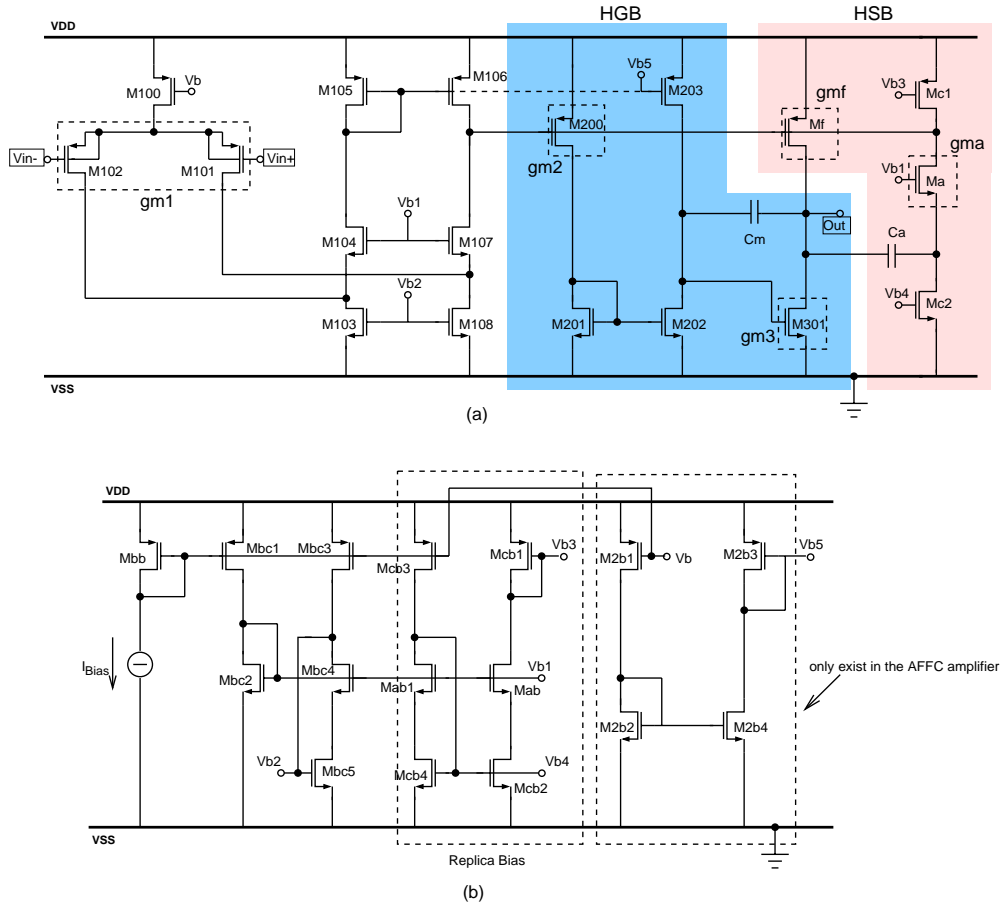 HGB HSB
VDD
Vb
M100
M105
M106
Vb5
M203
gmf
Vb3
Mc1
M200
Mf
gma
Vin-
M102
M101
Vin+
gm2
Vb1
Ma
gm1
Vb1
M104
M107
Cm
Out
Ca
Vb2
Vb4
Mc2
M103
M108
M201
M202
gm3
M301
VSS
(a)
VDD
Mbb
Mbc1
Mbc3
Mcb3
Mcb1
Vb3
M2b1
Vb
M2b3
Vb5
IBias
Mbc2
Mbc4
Mab1
Mab
Vb1
only exist in the AFFC amplifier
M2b2
M2b4
Vb2
Mbc5
Mcb4
Mcb2
Vb4
VSS
Replica Bias
(b)